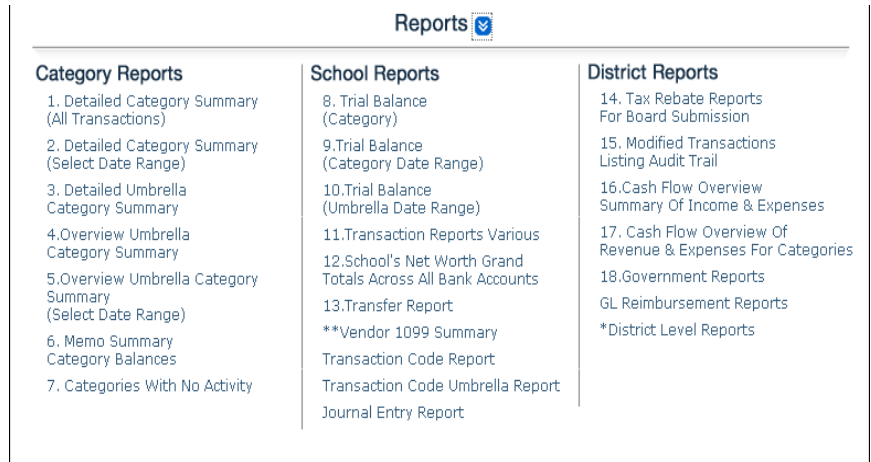 Reports
Category Reports
1. Detailed Category Summary
(All Transactions)
2. Detailed Category Summary
(Select Date Range)
3. Detailed Umbrella
Category Summary
4.Overview Umbrella
Category Summary
5.Overview Umbrella Category
Summary
(Select Date Range)
6. Memo Summary
Category Balances
7. Categories With No Activity
School Reports
8. Trial Balance
(Category)
9.Trial Balance
(Category Date Range)
10.Trial Balance
(Umbrella Date Range)
11.Transaction Reports Various
12.School's Net Worth Grand
Totals Across All Bank Accounts
13.Transfer Report
**Vendor 1099 Summary
Transaction Code Report
Transaction Code Umbrella Report
Journal Entry Report
District Reports
14. Tax Rebate Reports
For Board Submission
15. Modified Transactions
Listing Audit Trail
16.Cash Flow Overview
Summary Of Income & Expenses
17. Cash Flow Overview Of
Revenue & Expenses For Categories
18.Government Reports
GL Reimbursement Reports
*District Level Reports